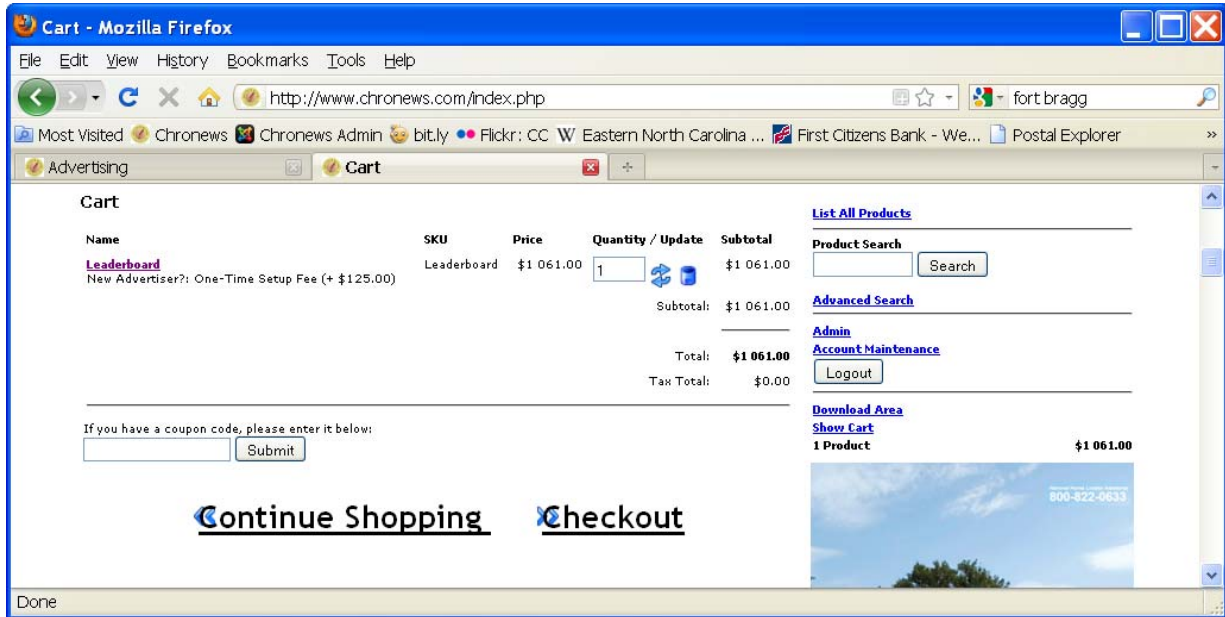 Cart - Mozilla Firefox
File Edit View History Bookmarks Tools Help
http://www.chronews.com/index.php
fort bragg
Most Visited Chronews Chronews Admin bit.ly Flickr: CC W Eastern North Carolina ... First Citizens Bank - We... Postal Explorer »
Advertising
Cart
Cart
Name SKU Price Quantity / Update Subtotal
Leaderboard Leaderboard $1 061.00 1 $1 061.00
New Advertiser?: One-Time Setup Fee (+ $125.00)
Subtotal: $1 061.00
Total: $1 061.00
Tax Total: $0.00
If you have a coupon code, please enter it below:
Submit
Continue Shopping Checkout
List All Products
Product Search
Search
Advanced Search
Admin
Account Maintenance
Logout
Download Area
Show Cart
1 Product $1 061.00
800-822-0633
Done